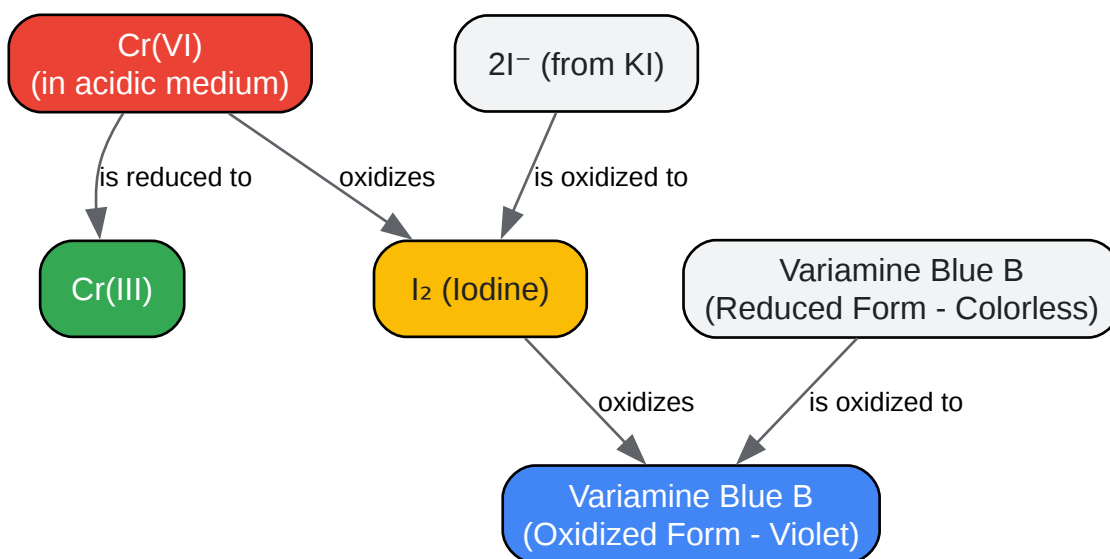 Cr(VI)
(in acidic medium)
2I⁻ (from KI)
is reduced to
oxidizes
is oxidized to
Cr(III)
I₂ (Iodine)
Variamine Blue B
(Reduced Form - Colorless)
oxidizes
is oxidized to
Variamine Blue B
(Oxidized Form - Violet)